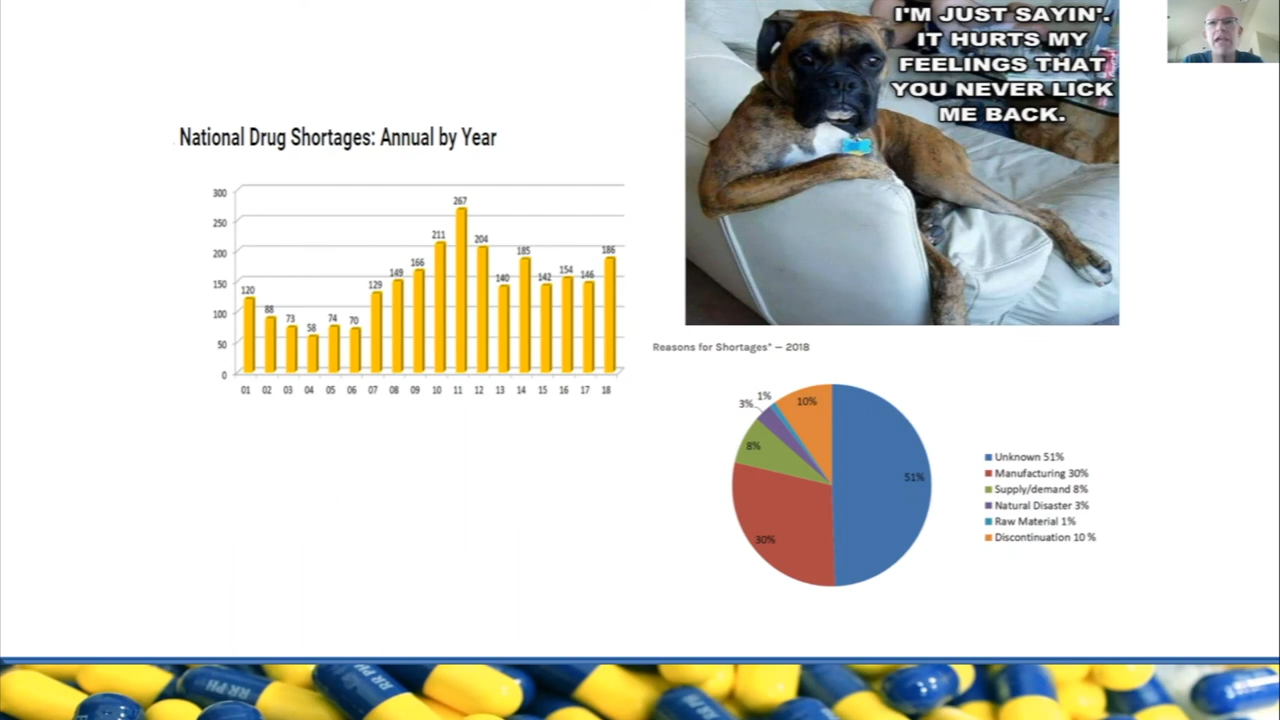 I'M JUST SAYIN'.
IT HURTS MY
FEELINGS THAT
YOU NEVER LICK
ME BACK.
National Drug Shortages: Annual by Year
300
250
200
150
100
50
0
120
88
73
58
74
70
129
149
166
211
267
204
140
185
142
154
146
186
01 02 03 04 05 06 07 08 09 10 11 12 13 14 15 16 17 18
Reasons for Shortages* — 2018
1%
3%
10%
8%
51%
30%
Unknown 51%
Manufacturing 30%
Supply/demand 8%
Natural Disaster 3%
Raw Material 1%
Discontinuation 10 %
RR PH
RR PH